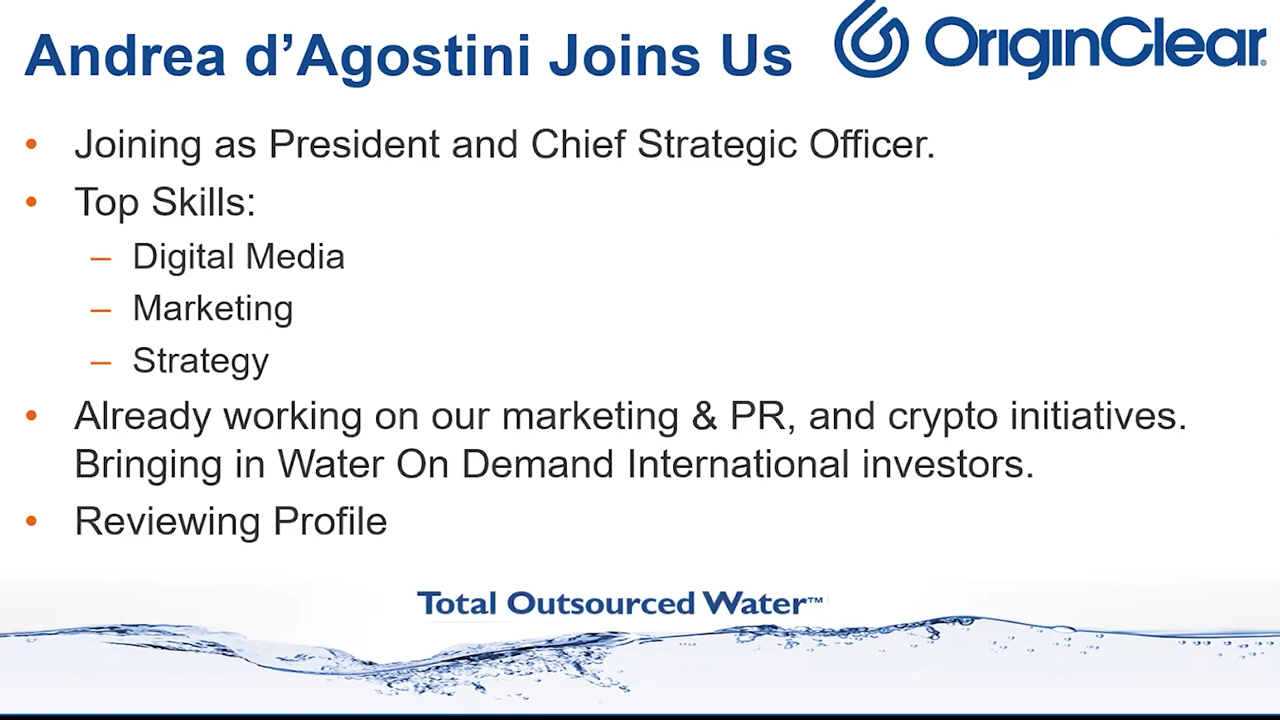 Andrea d’Agostini Joins Us
OriginClear®
• Joining as President and Chief Strategic Officer.
• Top Skills:
– Digital Media
– Marketing
– Strategy
• Already working on our marketing & PR, and crypto initiatives.
Bringing in Water On Demand International investors.
• Reviewing Profile
Total Outsourced Water™